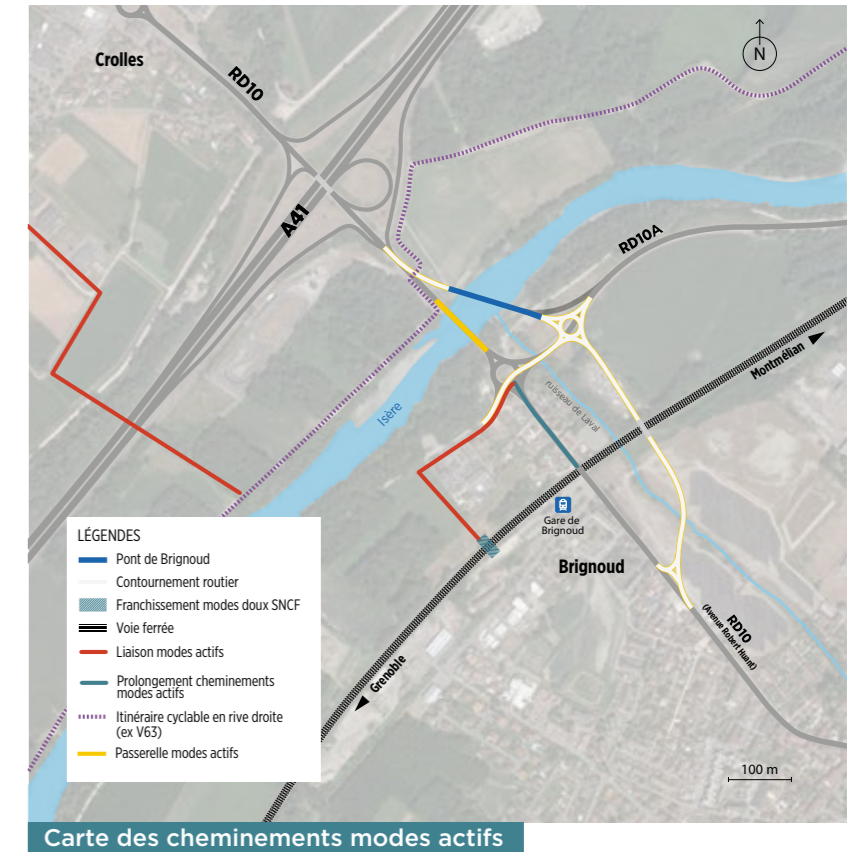 Crolles
RD10
N
A41
RD10A
Montmélian
Isère
ruisseau de Laval
Gare de
Brignoud
Brignoud
RD10
(Avenue Robert Huant)
Grenoble
LÉGENDES
Pont de Brignoud
Contournement routier
Franchissement modes doux SNCF
Voie ferrée
Liaison modes actifs
Prolongement cheminements
modes actifs
Itinéraire cyclable en rive droite
(ex V63)
Passerelle modes actifs
100 m
Carte des cheminements modes actifs